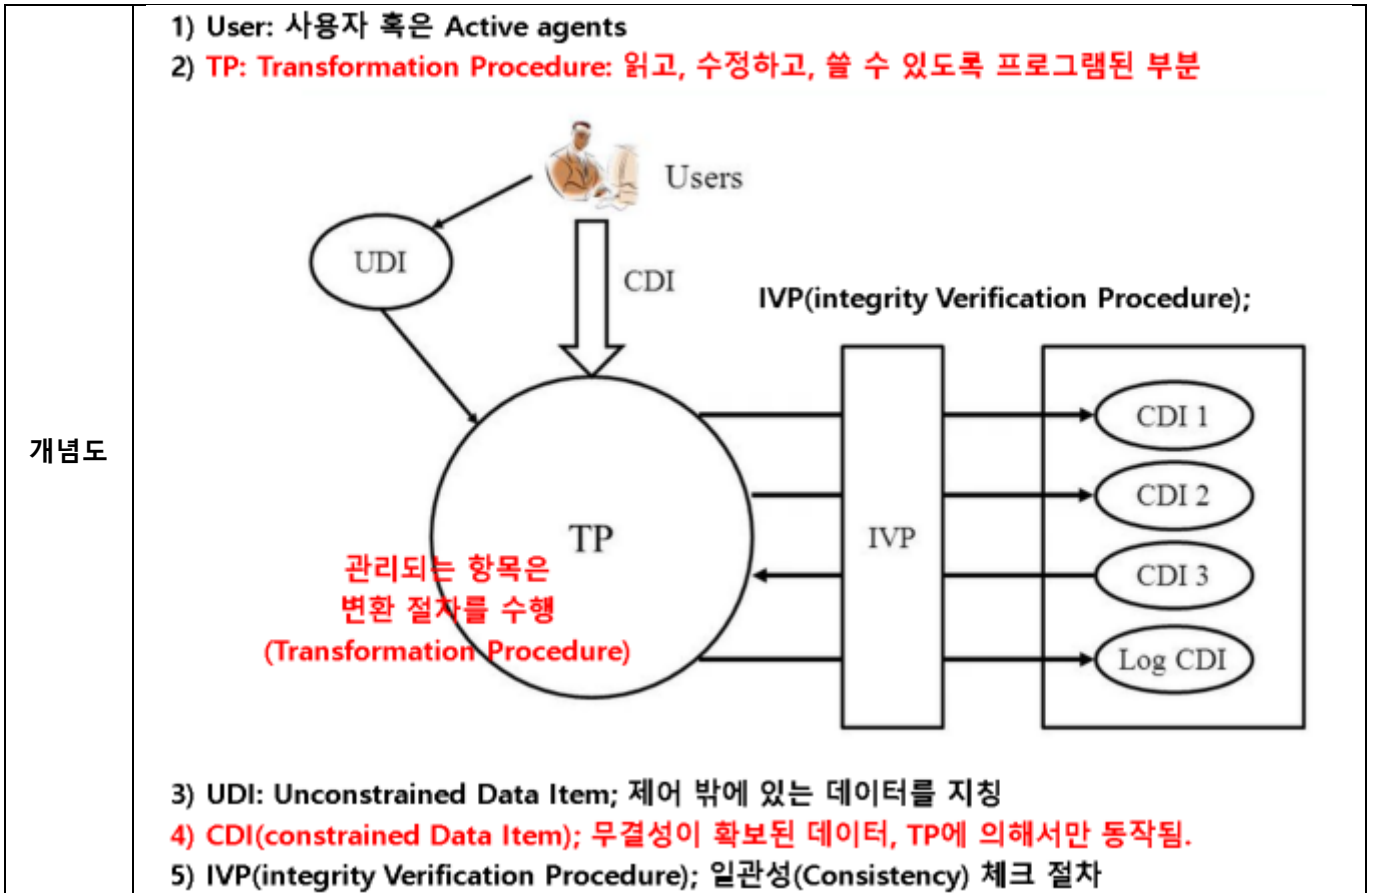 1) User: 사용자 혹은 Active agents
2) TP: Transformation Procedure: 읽고, 수정하고, 쓸 수 있도록 프로그램된 부분
Users
UDI
CDI
IVP(integrity Verification Procedure);
CDI 1
CDI 2
개념도
TP
IVP
관리되는 항목은
변환 절자를 수행
(Transformation Procedure)
CDI 3
Log CDI
3) UDI: Unconstrained Data Item; 제어 밖에 있는 데이터를 지칭
4) CDI(constrained Data Item); 무결성이 확보된 데이터, TP에 의해서만 동작됨.
5) IVP(integrity Verification Procedure); 일관성(Consistency) 체크 절차